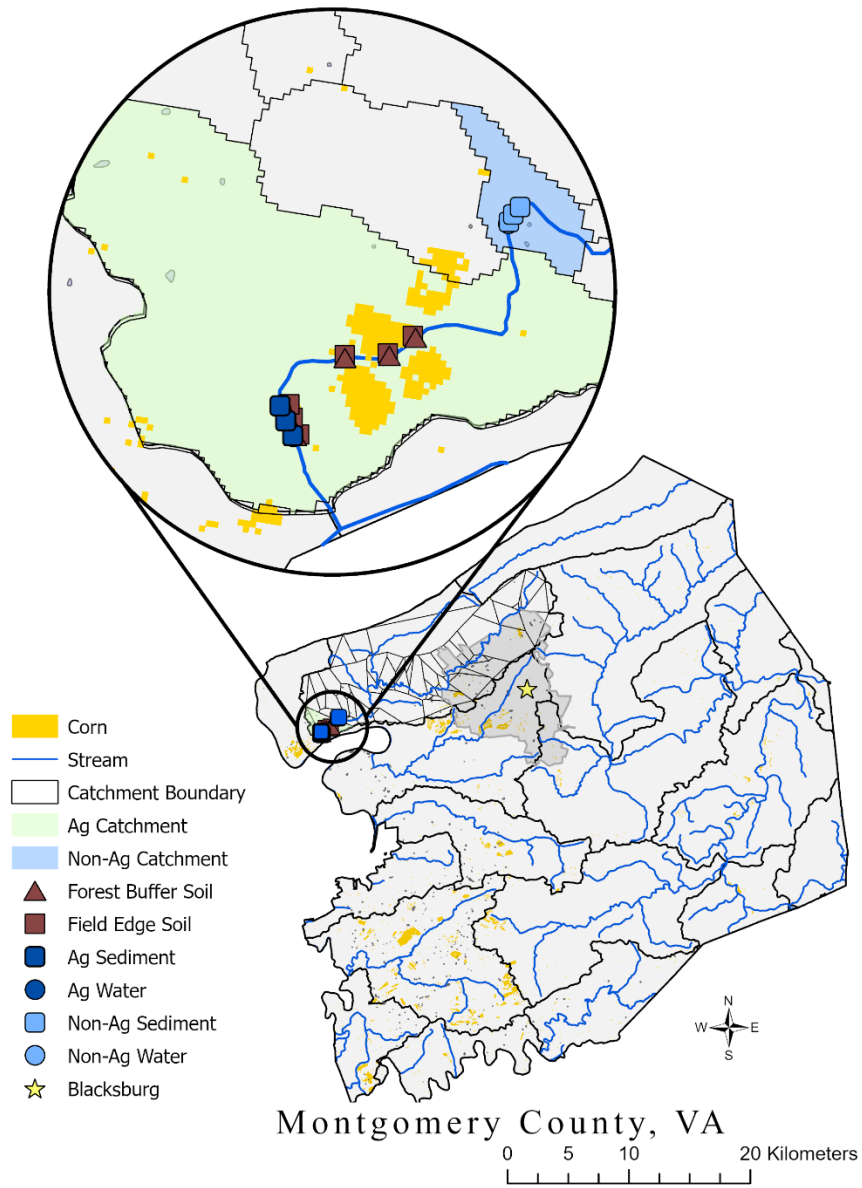 Corn
Stream
Catchment Boundary
Ag Catchment
Non-Ag Catchment
Forest Buffer Soil
Field Edge Soil
Ag Sediment
Ag Water
Non-Ag Sediment
Non-Ag Water
Blacksburg
N
W E
S
Montgomery County, VA
0 5 10 20 Kilometers